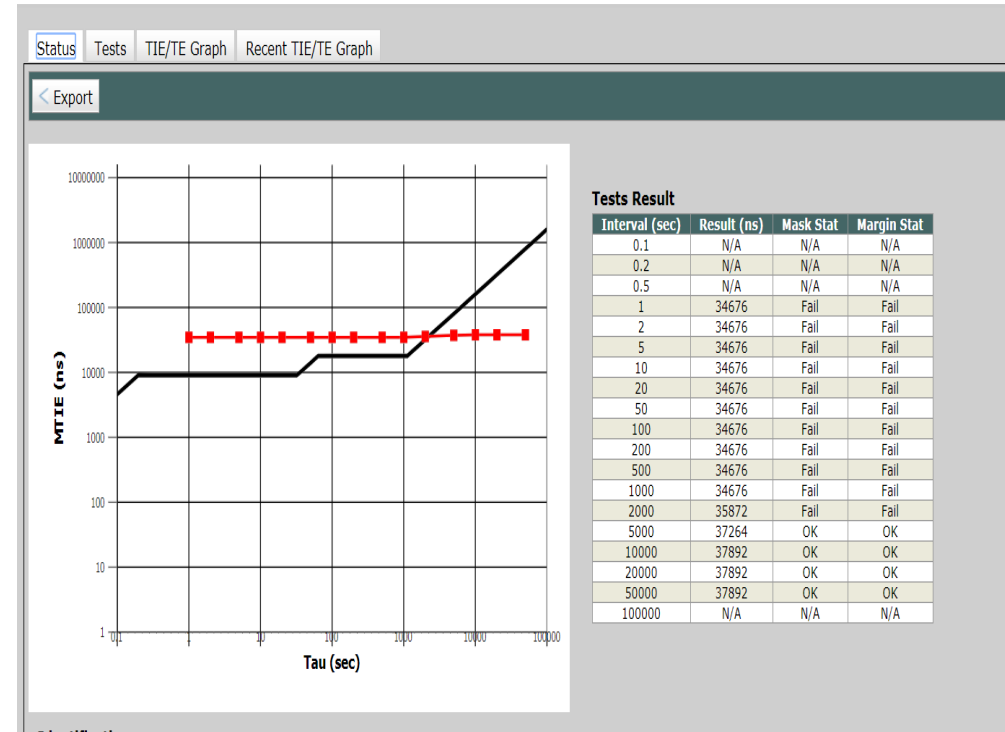 Status Tests TIE/TE Graph Recent TIE/TE Graph
< Export
MTIE (ns)
10000000
1000000
100000
10000
1000
100
10
1
0.1 1 10 100 1000 10000 100000
Tau (sec)
Tests Result
Interval (sec) Result (ns) Mask Stat Margin Stat
0.1 N/A N/A N/A
0.2 N/A N/A N/A
0.5 N/A N/A N/A
1 34676 Fail Fail
2 34676 Fail Fail
5 34676 Fail Fail
10 34676 Fail Fail
20 34676 Fail Fail
50 34676 Fail Fail
100 34676 Fail Fail
200 34676 Fail Fail
500 34676 Fail Fail
1000 34676 Fail Fail
2000 35872 Fail Fail
5000 37264 OK OK
10000 37892 OK OK
20000 37892 OK OK
50000 37892 OK OK
100000 N/A N/A N/A